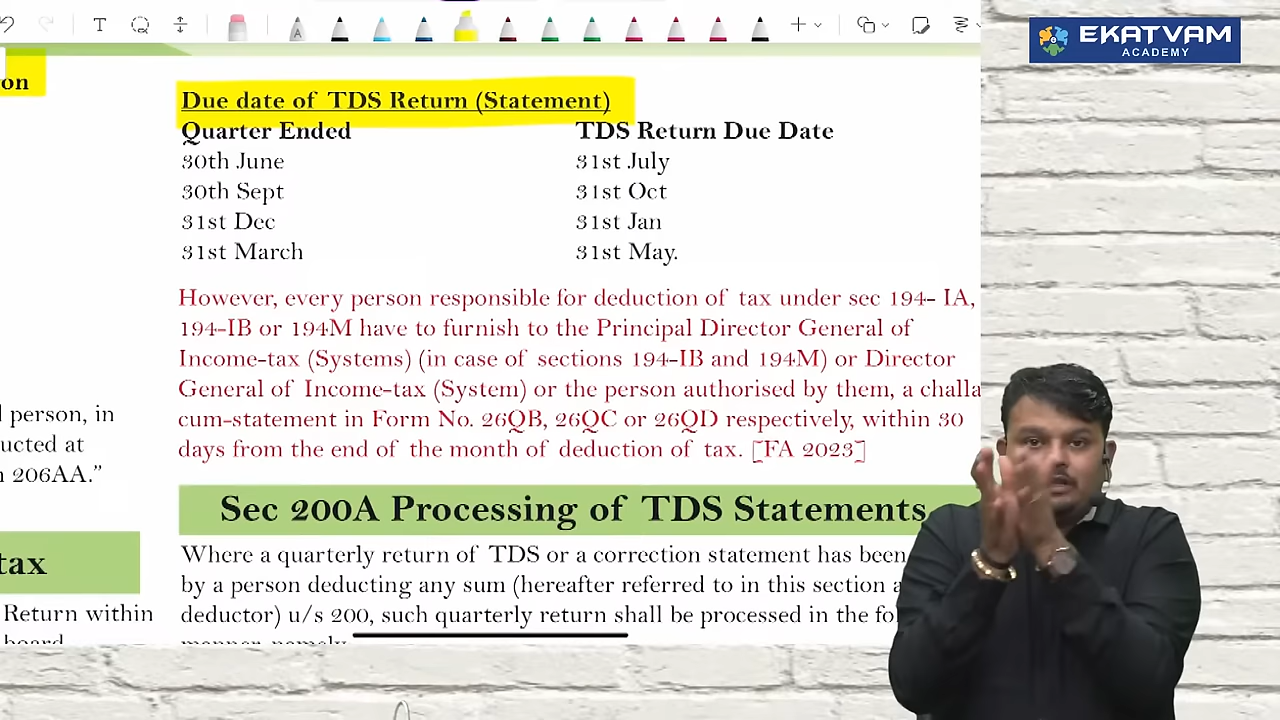 EKATVAM
ACADEMY
on
Due date of TDS Return (Statement)
Quarter Ended TDS Return Due Date
30th June 31st July
30th Sept 31st Oct
31st Dec 31st Jan
31st March 31st May.
However, every person responsible for deduction of tax under sec 194- IA,
194-IB or 194M have to furnish to the Principal Director General of
Income-tax (Systems) (in case of sections 194-IB and 194M) or Director
General of Income-tax (System) or the person authorised by them, a challa
cum-statement in Form No. 26QB, 26QC or 26QD respectively, within 30
days from the end of the month of deduction of tax. [FA 2023]
person, in
ucted at
206AA.”
Sec 200A Processing of TDS Statements
Where a quarterly return of TDS or a correction statement has been
by a person deducting any sum (hereafter referred to in this section a
deductor) u/s 200, such quarterly return shall be processed in the fo
manner, namely
tax
Return within
board